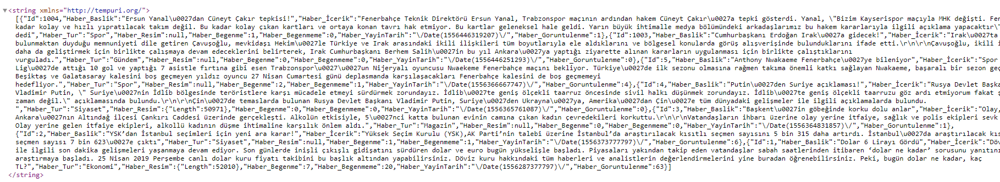 <string xmlns="http://tempuri.org/">
[{"Id":1004,"Haber_Baslik":"Ersun Yanal\u0027dan Cüneyt Çakır tepkisi!","Haber_İcerik":"Fenerbahçe Teknik Direktörü Ersun Yanal, Trabzonspor maçının ardından hakem Cüneyt Çakır\u0027a tepki gösterdi. Yanal, \"Bizim Kayserispor maçıyla MHK değişti. Fer
kadar kolay ve hızlı yıpratılacak takım değil. Bu kadar kolay çıkan kartları ve ortaya konan tavrı hak etmiyor. Bu kartlar geleneksel hale geldi. Yarın büyük ihtimalle medya bölümündeki arkadaşlarımız bu hakem kararlarıyla ilgili açıklama yapacaktır\"
dedi","Haber_Tur":"Spor","Haber_Resim":null,"Haber_Begenme":1,"Haber_Begenmeme":0,"Haber_YayinTarih":"\/Date(1556446319207)\/","Haber_Goruntulenme":1},{"Id":1003,"Haber_Baslik":"Cumhurbaşkanı Erdoğan Irak\u0027a gidecek!","Haber_İcerik":"Irak\u0027ta
bulunmaktan duyduğu memnuniyeti dile getiren Çavuşoğlu, mevkidaşı Hekim\u0027le Türkiye ve Irak arasındaki ikili ilişkileri tüm boyutlarıyla ele aldıklarını ve bölgesel konularda görüş alışverişinde bulunduklarını ifade etti.\r\n\r\nÇavuşoğlu, ikili i
daha da geliştirmek için birlikte çalışmaya devam edeceklerini belirterek, Irak Cumhurbaşkanı Berhem Salih\u0027in bu yıl Ankara\u0027ya yaptığı ziyarette alınan kararların uygulanması için birlikte çalıştıklarını
vurguladı.","Haber_Tur":"Gündem","Haber_Resim":null,"Haber_Begenme":0,"Haber_Begenmeme":0,"Haber_YayinTarih":"\/Date(1556446251293)\/","Haber_Goruntulenme":0},{"Id":5,"Haber_Baslik":"Anthony Nwakaeme Fenerbahçe\u0027ye bileniyor","Haber_İcerik":"Spor
Lig\u0027de attığı 10 gol ve yaptığı 7 asistle fırtına gibi esen Trabzonspor\u0027\u0027un Nijeryalı oyuncusu Nwaekeme Fenerbahçe maçını bekliyor. Türkiye\u0027de ilk sezonu olmasına rağmen takıma önemli katkı sağlayan Nwakaeme, başaralı bir sezon geç
Beşiktaş ve Galatasaray kalesini boş geçmeyen yıldız oyuncu 27 Nisan Cumartesi günü deplasmanda karşılaşacakları Fenerbahçe kalesini de boş geçmemeyi
hedefliyor.","Haber_Tur":"Spor","Haber_Resim":null,"Haber_Begenme":2,"Haber_Begenmeme":1,"Haber_YayinTarih":"\/Date(1556366667747)\/","Haber_Goruntulenme":4},{"Id":4,"Haber_Baslik":"Putin\u0027den Suriye açıklaması!","Haber_İcerik":"Rusya Devlet Başka
Vladimir Putin, \" Suriye\u0027nin İdlib bölgesinde teröristlere karşı mücadele etmeyi sürdürmek zorundayız. İdlib\u0027te geniş ölçekli taarruz öncesinde sivil halkı düşünmek zorundayız. İdlib\u0027te geniş ölçekli taarruzu göz ardı etmiyorum fakat ş
zaman değil.\" açıklamasında bulundu.\r\n\r\nÇin\u0027de temaslarda bulunan Rusya Devlet Başkanı Vladimir Putin, Suriye\u0027den Ukrayna\u0027ya, Amerika\u0027dan Çin\u0027e tüm dünyadaki gelişmeler ile ilgili açıklamalarda bulundu.
","Haber_Tur":"Siyaset","Haber_Resim":{"Length":50971},"Haber_Begenme":0,"Haber_Begenmeme":0,"Haber_YayinTarih":"\/Date(1556365761087)\/","Haber_Goruntulenme":0},{"Id":3,"Haber_Baslik":"Başkent\u0027in göbeğinde korku dolu anlar","Haber_İcerik":"Olay,
Ankara\u0027nın Altındağ ilçesi Çankırı Caddesi üzerinde gerçekleşti. Alkolün etkisiyle, 5\u0027nci katta bulunan evinin camına çıkan kadın çevredekileri korkuttu.\r\n\r\nVatandaşların ihbarı üzerine olay yerine itfaiye, sağlık ve polis ekipleri sevk
Olay yerine gelen itfaiye ekipleri, alkollü kadının düşme ihtimaline karşılık önlem aldı.","Haber_Tur":"Magazin","Haber_Resim":null,"Haber_Begenme":0,"Haber_Begenmeme":0,"Haber_YayinTarih":"\/Date(1556364831857)\/","Haber_Goruntulenme":1},
{"Id":2,"Haber_Baslik":"YSK’dan İstanbul seçimleri için yeni ara karar!","Haber_İcerik":"Yüksek Seçim Kurulu (YSK),AK Parti’nin talebi üzerine İstanbul’da araştırılacak kısıtlı seçmen sayısını 5 bin 315 daha artırdı. İstanbul\u0027da araştırılacak kıs
seçmen sayısı 7 bin 623\u0027e çıktı","Haber_Tur":"Siyaset","Haber_Resim":null,"Haber_Begenme":1,"Haber_Begenmeme":1,"Haber_YayinTarih":"\/Date(1556373777797)\/","Haber_Goruntulenme":6},{"Id":1,"Haber_Baslik":"Dolar 6 Lirayı Gördü","Haber_İcerik":"Döv
ile ilgili son dakika gelişmeleri yaşanmaya devam ediyor. Son günlerde inişli çıkışlı gidişatını sürdüren dolar ve euro bugün yükselişle başladı. Piyasaları yakından takip eden vatandaşlar sabah saatlerinden itibaren ‘dolar ne kadar’ sorusunu yanıtını
araştırmaya başladı. 25 Nisan 2019 Perşembe canlı dolar kuru fiyatı takibini bu başlık altından yapabilirsiniz. Döviz kuru hakkındaki tüm haberleri ve analistlerin değerlendirmelerini yine buradan öğrenebilirsiniz. Peki, bugün dolar ne kadar, kaç
TL?","Haber_Tur":"Ekonomi","Haber_Resim":{"Length":52010},"Haber_Begenme":7,"Haber_Begenmeme":20,"Haber_YayinTarih":"\/Date(1556287377797)\/","Haber_Goruntulenme":63}]
</string>